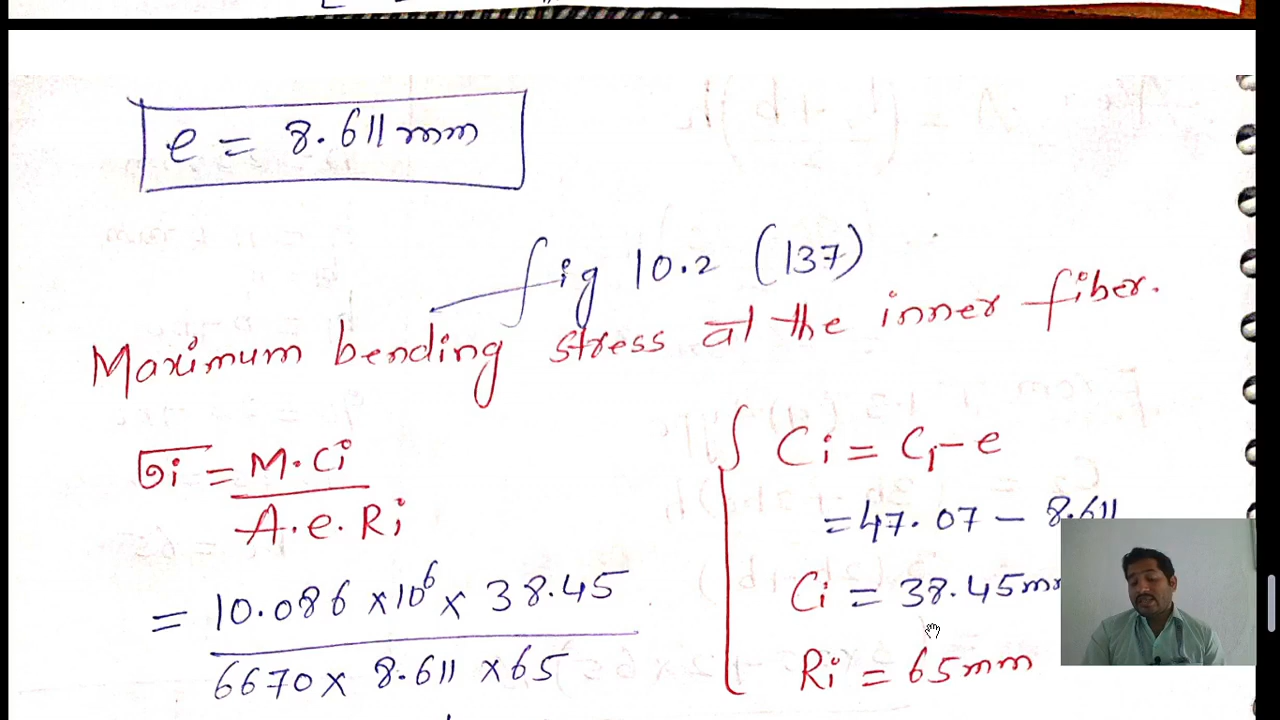 e = 8.611 mm
fig 10.2 (137)
Maximum bending stress at the inner fiber.
σi = M·Ci / A·e·Ri
= 10.086 × 10⁶ × 38.45 / 6670 × 8.611 × 65
Ci = C₁ - e
= 47.07 - 8.611
Ci = 38.45 mm
Ri = 65 mm